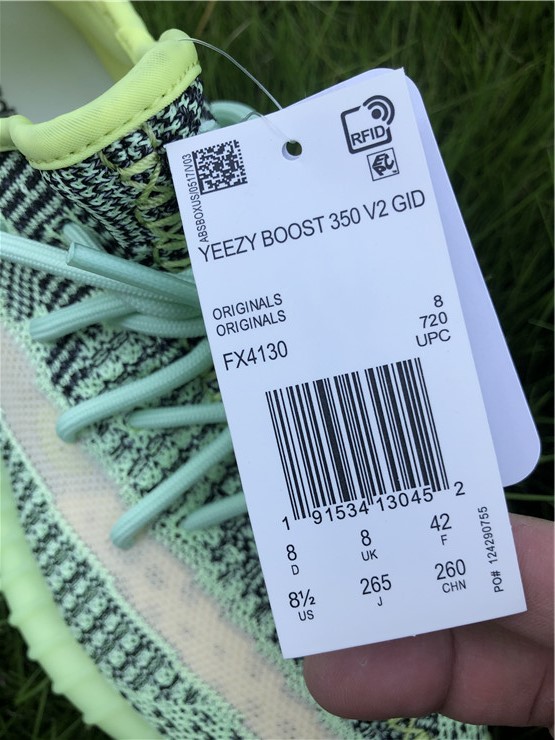 RFID
ABSBOXUS/0517/V03
YEEZY BOOST 350 V2 GID
ORIGINALS
ORIGINALS
8
720
UPC
FX4130
1 91534 13045 2
8 8 42
D UK F
8½ 265 260
US J CHN
PO# 124290755